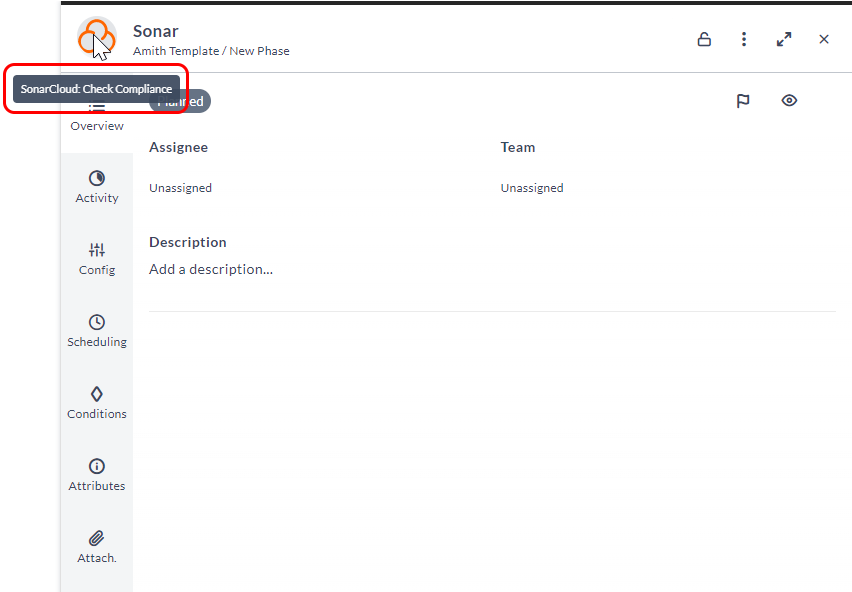 Sonar
Amith Template / New Phase
SonarCloud: Check Compliance
Overview
Assignee
Team
Unassigned
Unassigned
Description
Add a description...
Activity
Config
Scheduling
Conditions
Attributes
Attach.